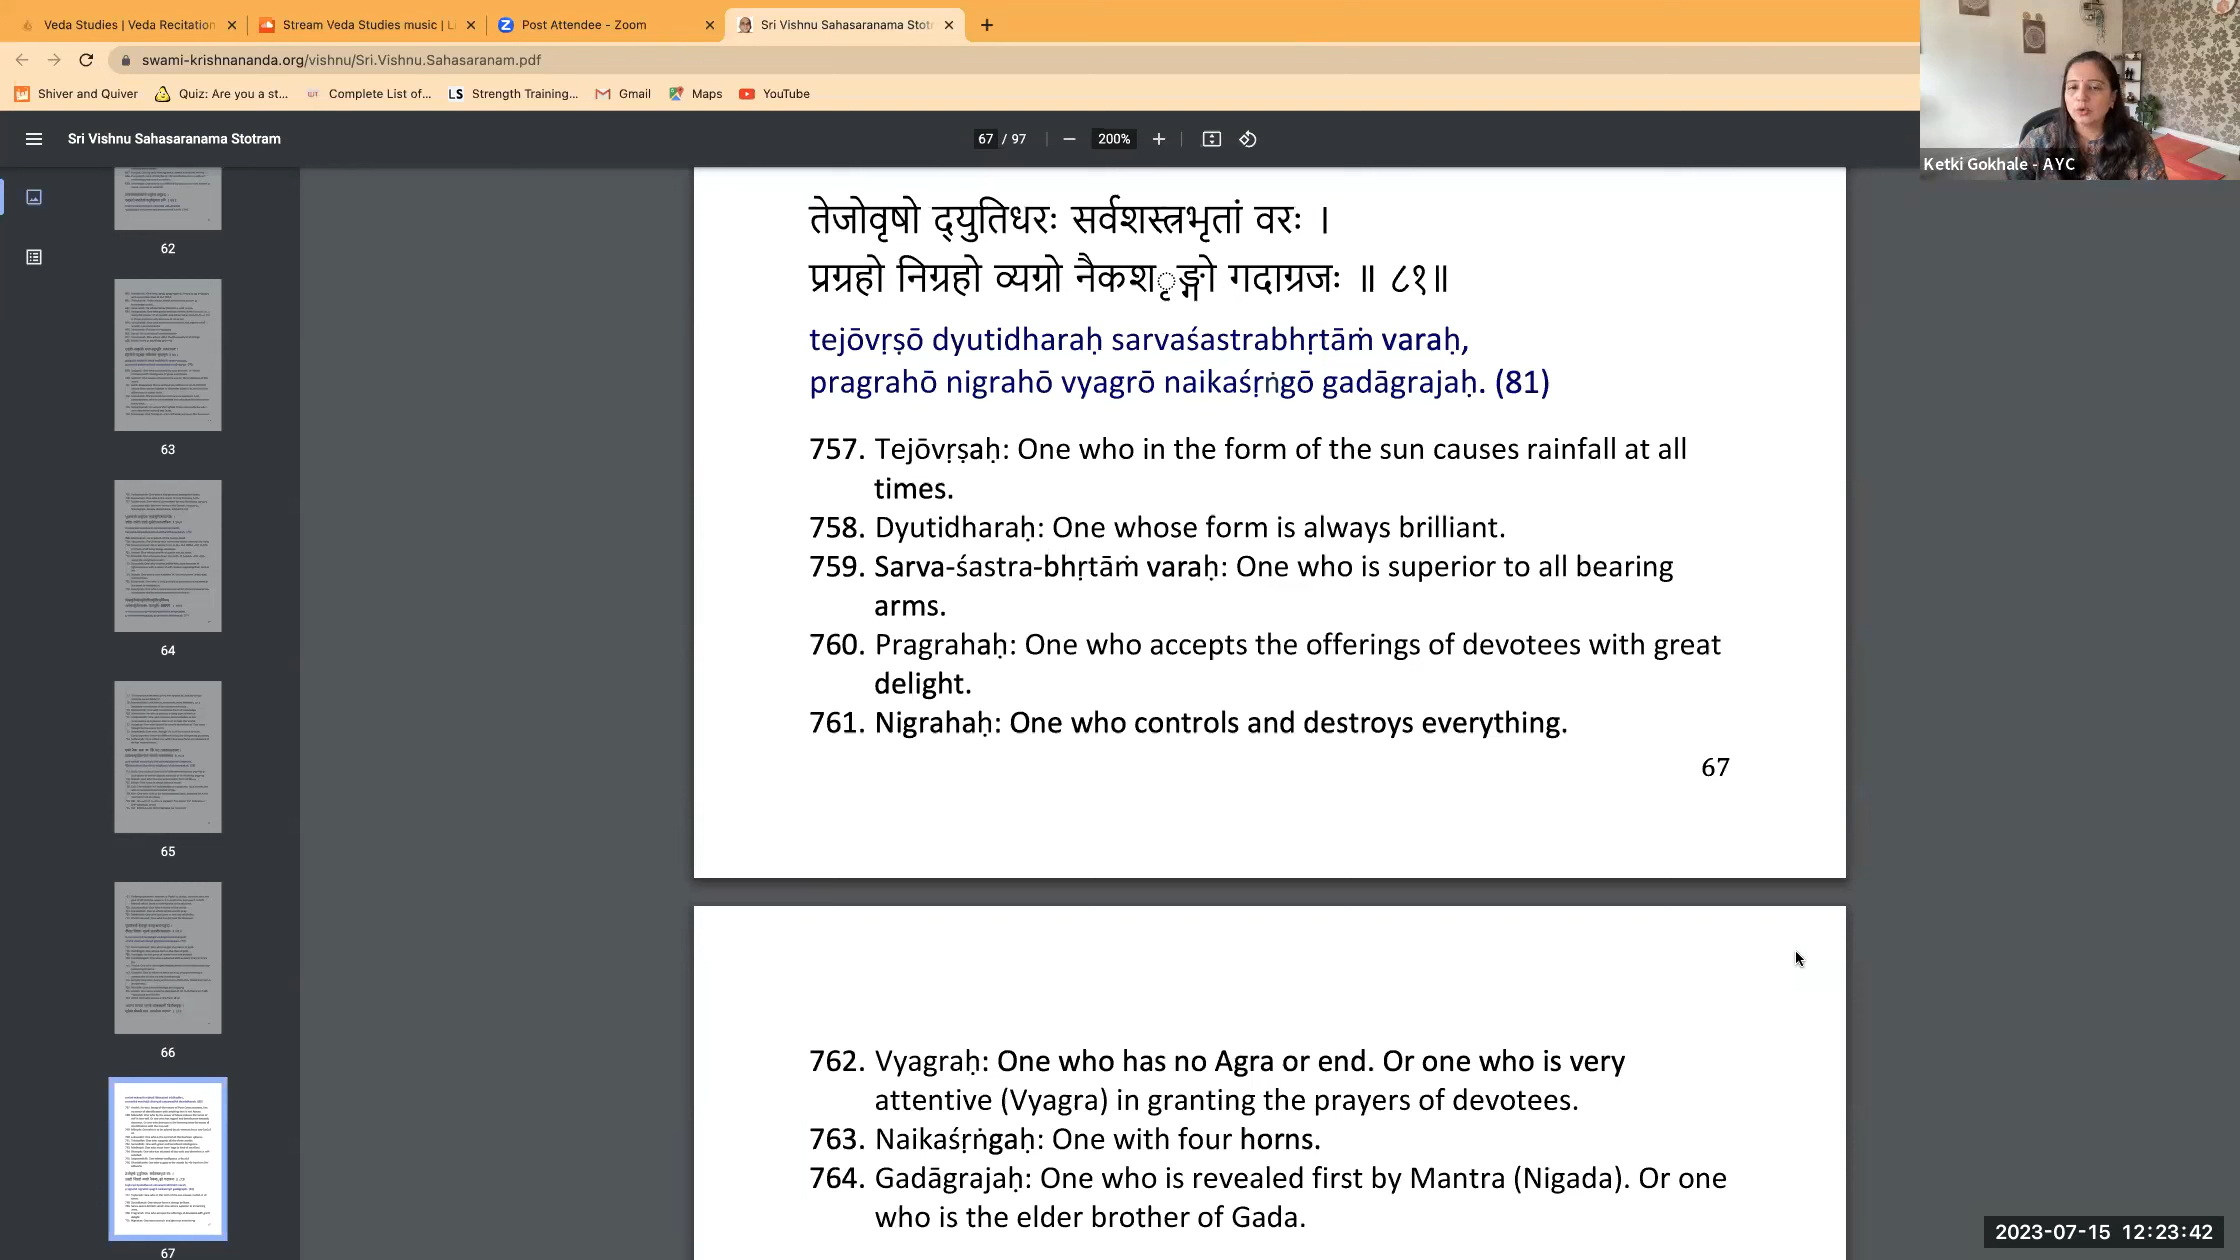 Veda Studies | Veda Recitation
Stream Veda Studies music | Li
Post Attendee - Zoom
Sri Vishnu Sahasaranama Stotr
swami-krishnananda.org/vishnu/Sri.Vishnu.Sahasaranam.pdf
Shiver and Quiver
Quiz: Are you a st...
Complete List of...
LS Strength Training...
Gmail
Maps
YouTube
Ketki Gokhale - AYC
Sri Vishnu Sahasaranama Stotram
67 / 97
200%
62
63
64
65
66
67
तेजोवृषो द्युतिधरः सर्वशस्त्रभृतां वरः ।
प्रग्रहो निग्रहो व्यग्रो नैकशृङ्गो गदाग्रजः ॥ ८१॥
tejōvṛṣō dyutidharaḥ sarvaśastrabhṛtāṁ varaḥ,
pragrahō nigrahō vyagrō naikaśṛṅgō gadāgrajaḥ. (81)
757. Tejōvṛṣaḥ: One who in the form of the sun causes rainfall at all
times.
758. Dyutidharaḥ: One whose form is always brilliant.
759. Sarva-śastra-bhṛtāṁ varaḥ: One who is superior to all bearing
arms.
760. Pragrahaḥ: One who accepts the offerings of devotees with great
delight.
761. Nigrahaḥ: One who controls and destroys everything.
67
762. Vyagraḥ: One who has no Agra or end. Or one who is very
attentive (Vyagra) in granting the prayers of devotees.
763. Naikaśṛṅgaḥ: One with four horns.
764. Gadāgrajaḥ: One who is revealed first by Mantra (Nigada). Or one
who is the elder brother of Gada.
2023-07-15 12:23:42